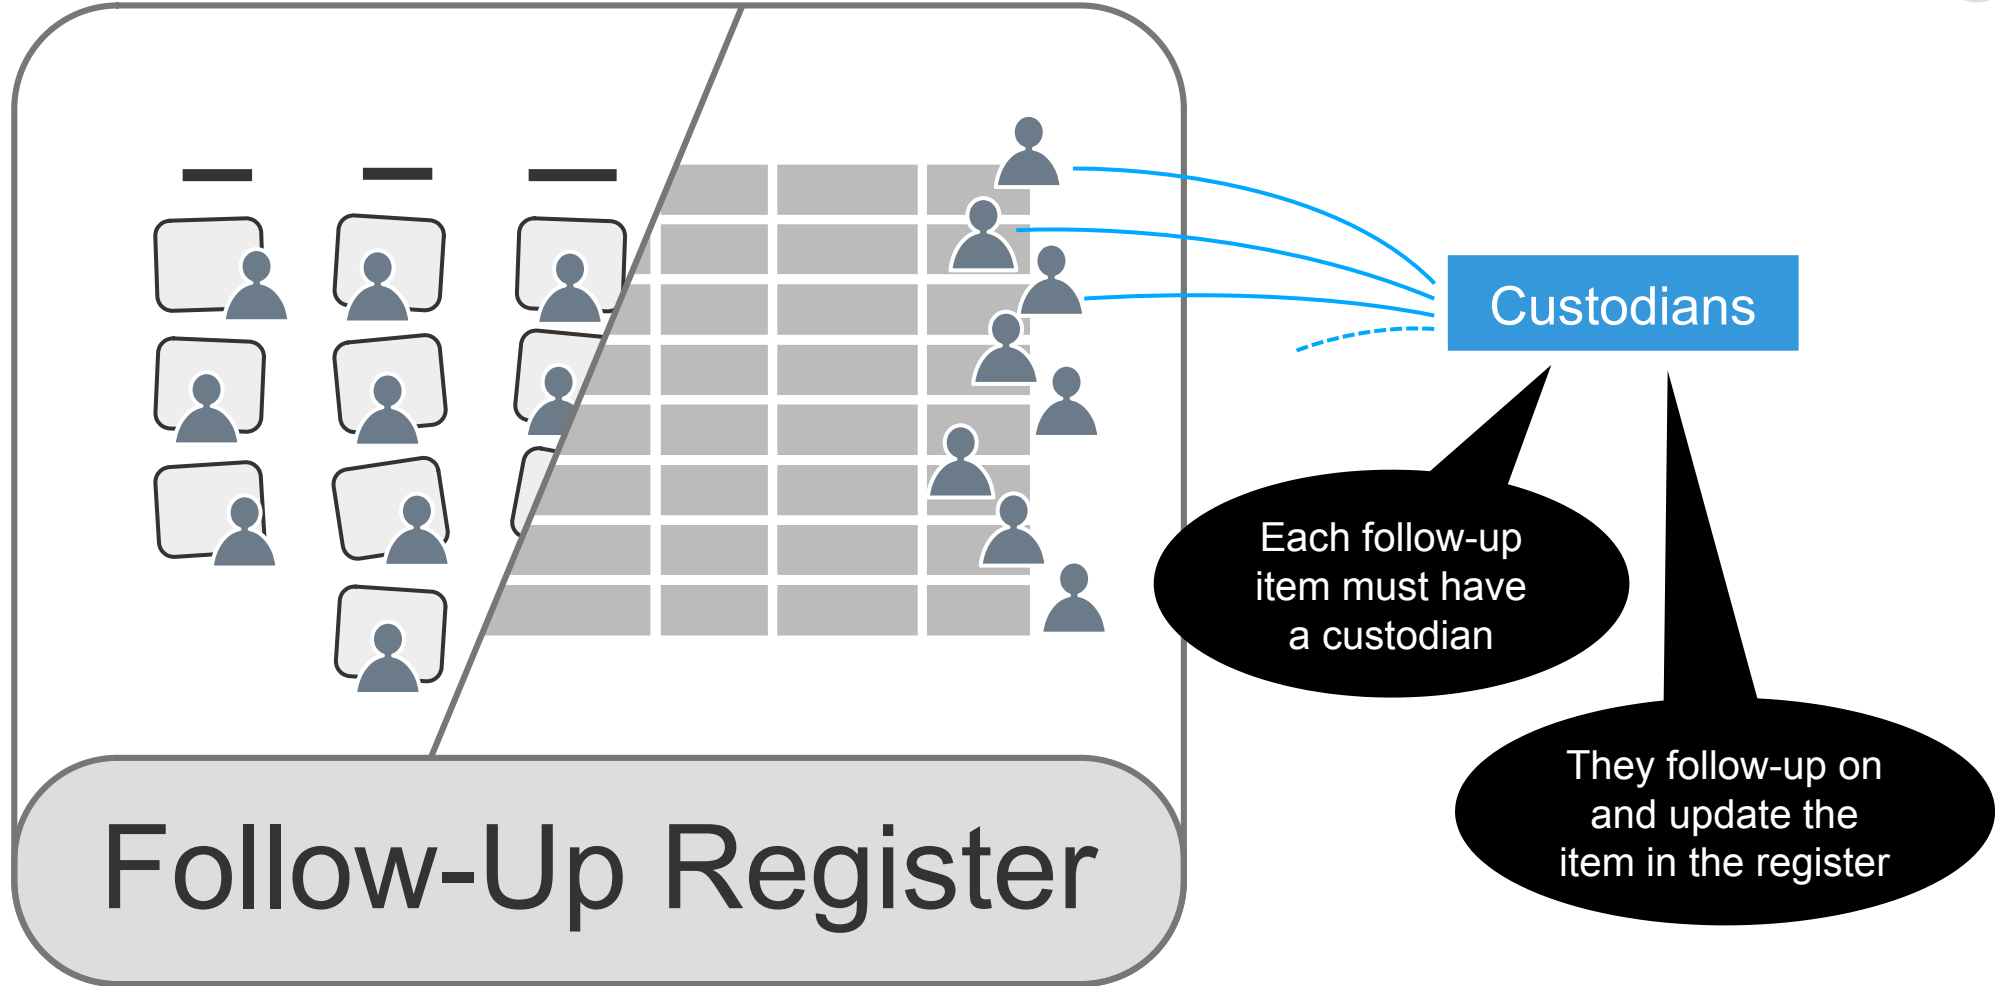 Custodians
Each follow-up
item must have
a custodian
They follow-up on
and update the
item in the register
Follow-Up Register